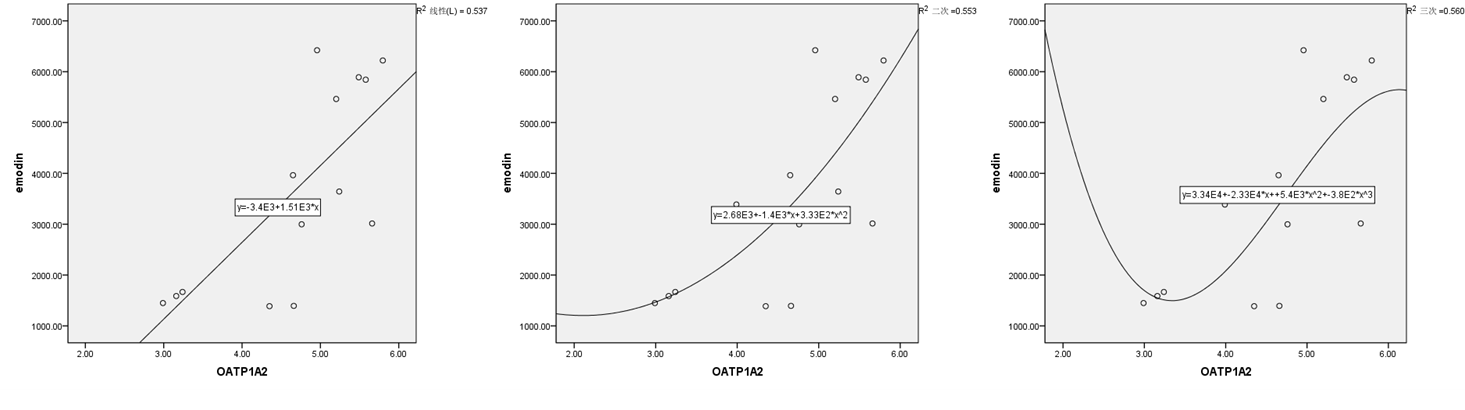 R² 线性(L) = 0.537
7000.00
6000.00
5000.00
4000.00
3000.00
2000.00
1000.00
emodin
y=-3.4E3+1.51E3*x
2.00 3.00 4.00 5.00 6.00
OATP1A2
R² 二次 =0.553
7000.00
6000.00
5000.00
4000.00
3000.00
2000.00
1000.00
emodin
y=2.68E3+-1.4E3*x+3.33E2*x^2
2.00 3.00 4.00 5.00 6.00
OATP1A2
R² 三次 =0.560
7000.00
6000.00
5000.00
4000.00
3000.00
2000.00
1000.00
emodin
y=3.34E4+-2.33E4*x++5.4E3*x^2+-3.8E2*x^3
2.00 3.00 4.00 5.00 6.00
OATP1A2